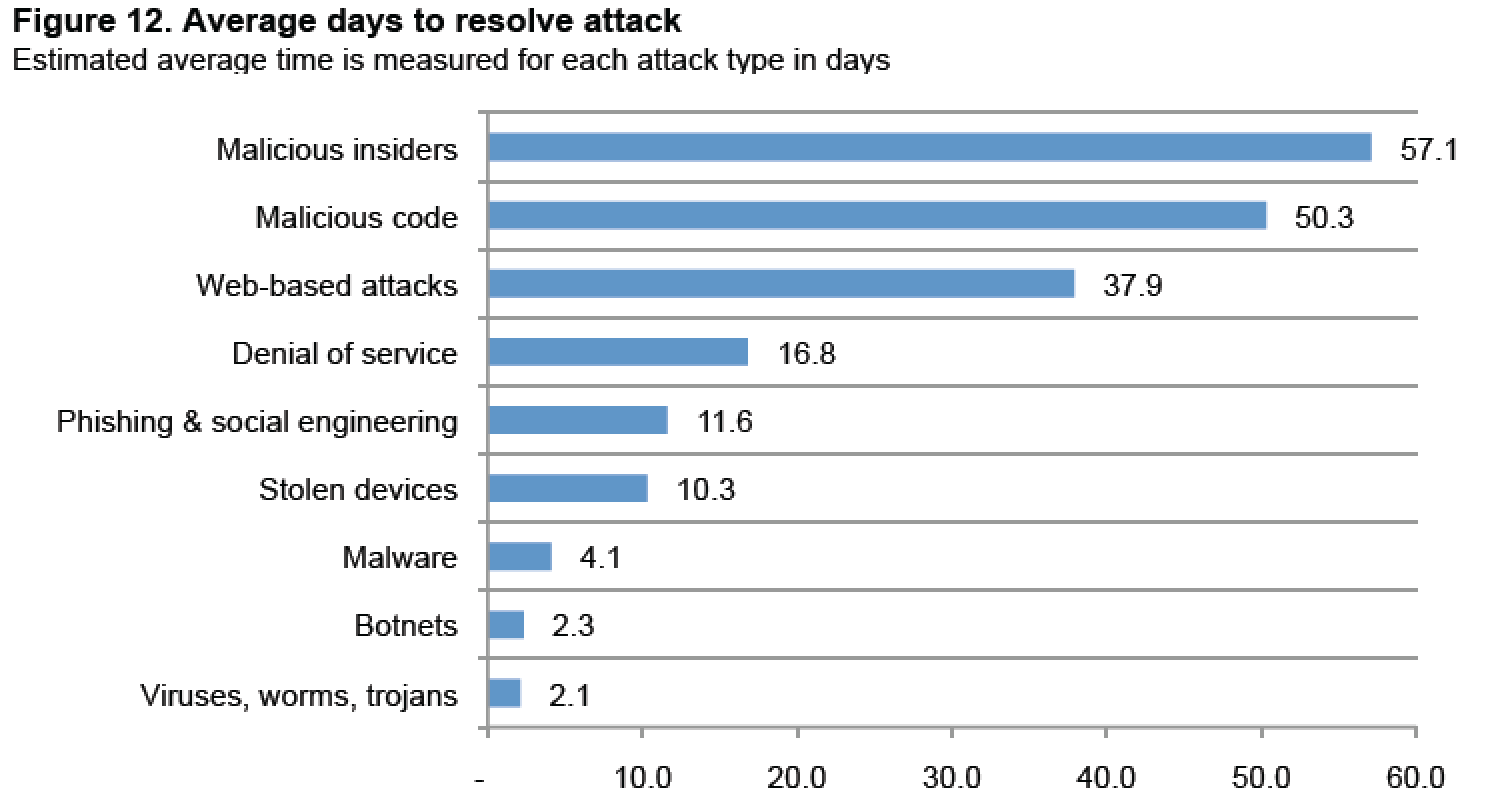 Figure 12. Average days to resolve attack
Estimated average time is measured for each attack type in days
Malicious insiders 57.1
Malicious code 50.3
Web-based attacks 37.9
Denial of service 16.8
Phishing & social engineering 11.6
Stolen devices 10.3
Malware 4.1
Botnets 2.3
Viruses, worms, trojans 2.1
- 10.0 20.0 30.0 40.0 50.0 60.0